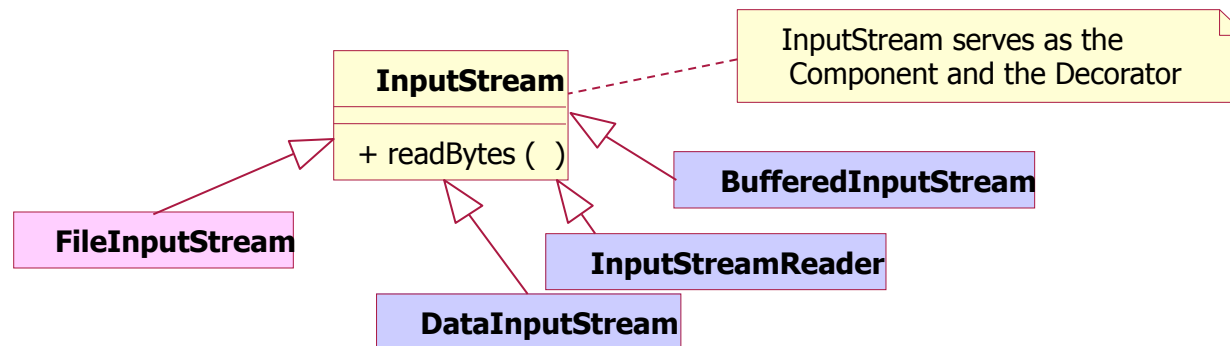 InputStream serves as the
Component and the Decorator
InputStream
+ readBytes (  )
BufferedInputStream
FileInputStream
InputStreamReader
DataInputStream